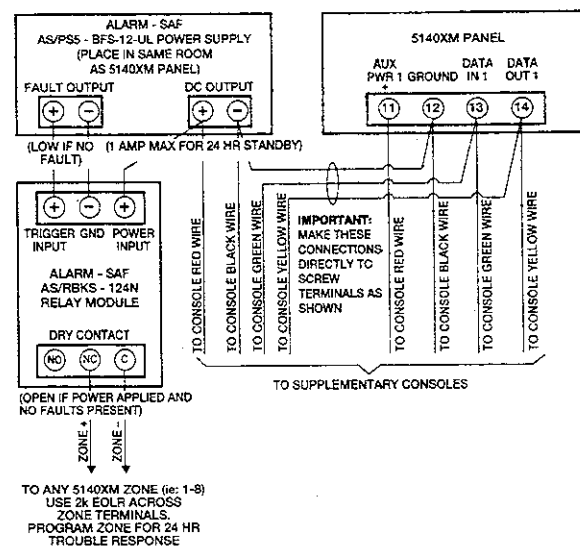 ALARM - SAF
AS/PS5 - BFS-12-UL POWER SUPPLY
(PLACE IN SAME ROOM
AS 5140XM PANEL)
FAULT OUTPUT
DC OUTPUT
+ − + −
(LOW IF NO
FAULT)
(1 AMP MAX FOR 24 HR STANDBY)
5140XM PANEL
AUX
PWR 1
+
GROUND
DATA
IN 1
DATA
OUT 1
11 12 13 14
+ − +
TRIGGER
INPUT
GND
POWER
INPUT
ALARM - SAF
AS/RBKS - 124N
RELAY MODULE
DRY CONTACT
NO NC C
(OPEN IF POWER APPLIED AND
NO FAULTS PRESENT)
ZONE +
ZONE −
TO ANY 5140XM ZONE (ie: 1-8)
USE 2k EOLR ACROSS
ZONE TERMINALS.
PROGRAM ZONE FOR 24 HR
TROUBLE RESPONSE
TO CONSOLE RED WIRE
TO CONSOLE BLACK WIRE
TO CONSOLE GREEN WIRE
TO CONSOLE YELLOW WIRE
IMPORTANT:
MAKE THESE
CONNECTIONS
DIRECTLY TO
SCREW
TERMINALS AS
SHOWN
TO CONSOLE RED WIRE
TO CONSOLE BLACK WIRE
TO CONSOLE GREEN WIRE
TO CONSOLE YELLOW WIRE
TO SUPPLEMENTARY CONSOLES